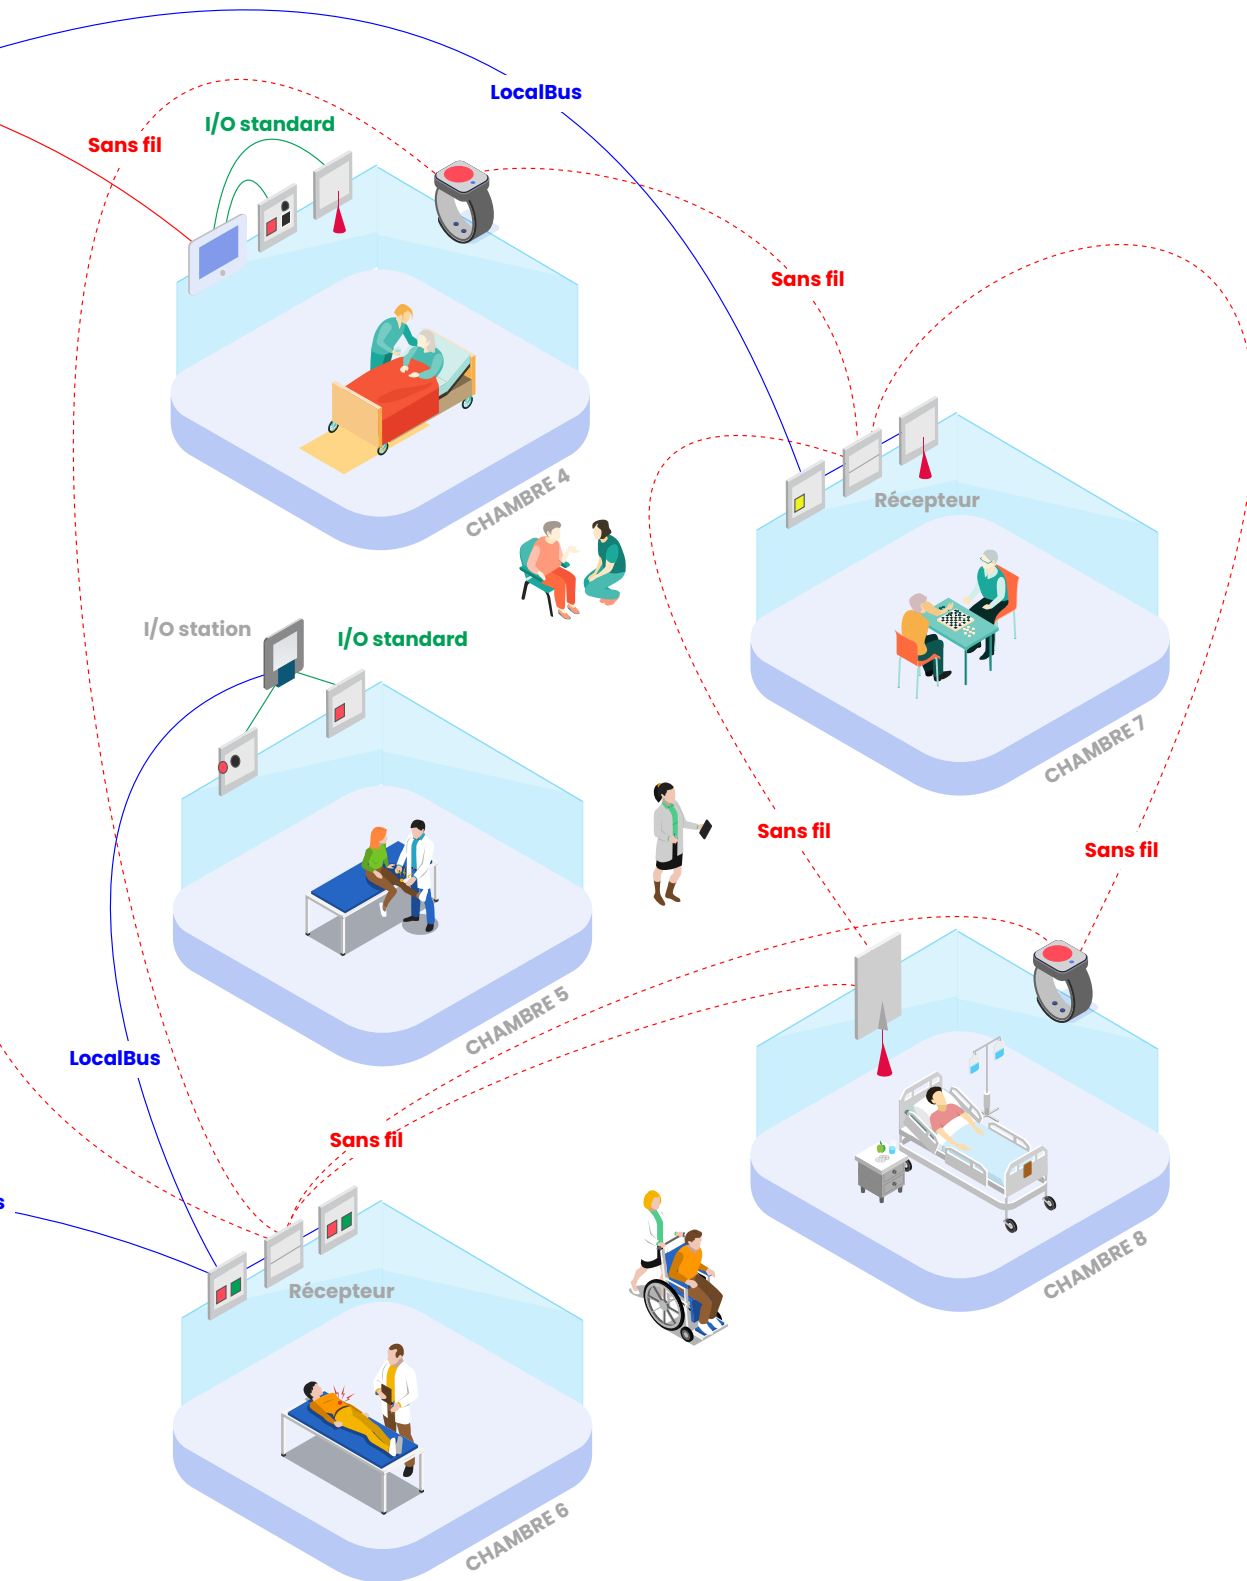 LocalBus
I/O standard
Sans fil
Sans fil
CHAMBRE 4
Récepteur
I/O station
I/O standard
CHAMBRE 7
Sans fil
Sans fil
CHAMBRE 5
LocalBus
Sans fil
s
CHAMBRE 8
Récepteur
CHAMBRE 6